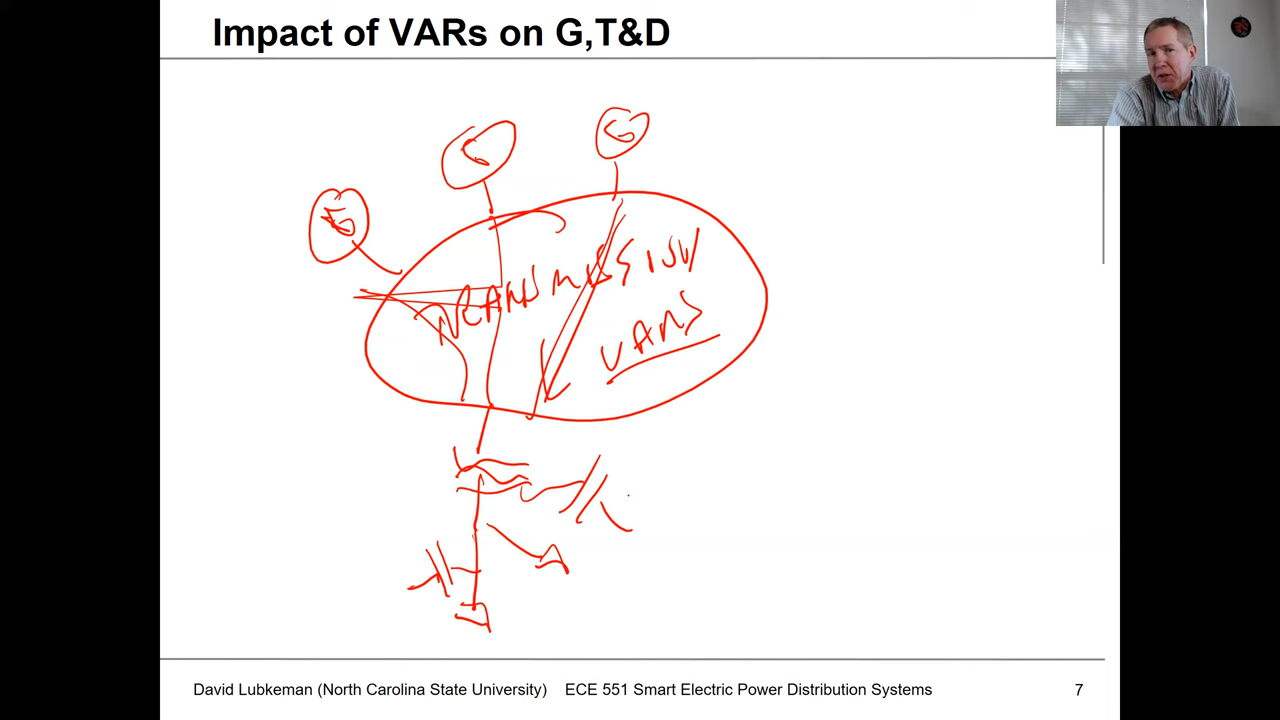 Impact of VARs on G,T&D
G
G
G
TRANSMISSION
VARS
David Lubkeman (North Carolina State University) ECE 551 Smart Electric Power Distribution Systems 7